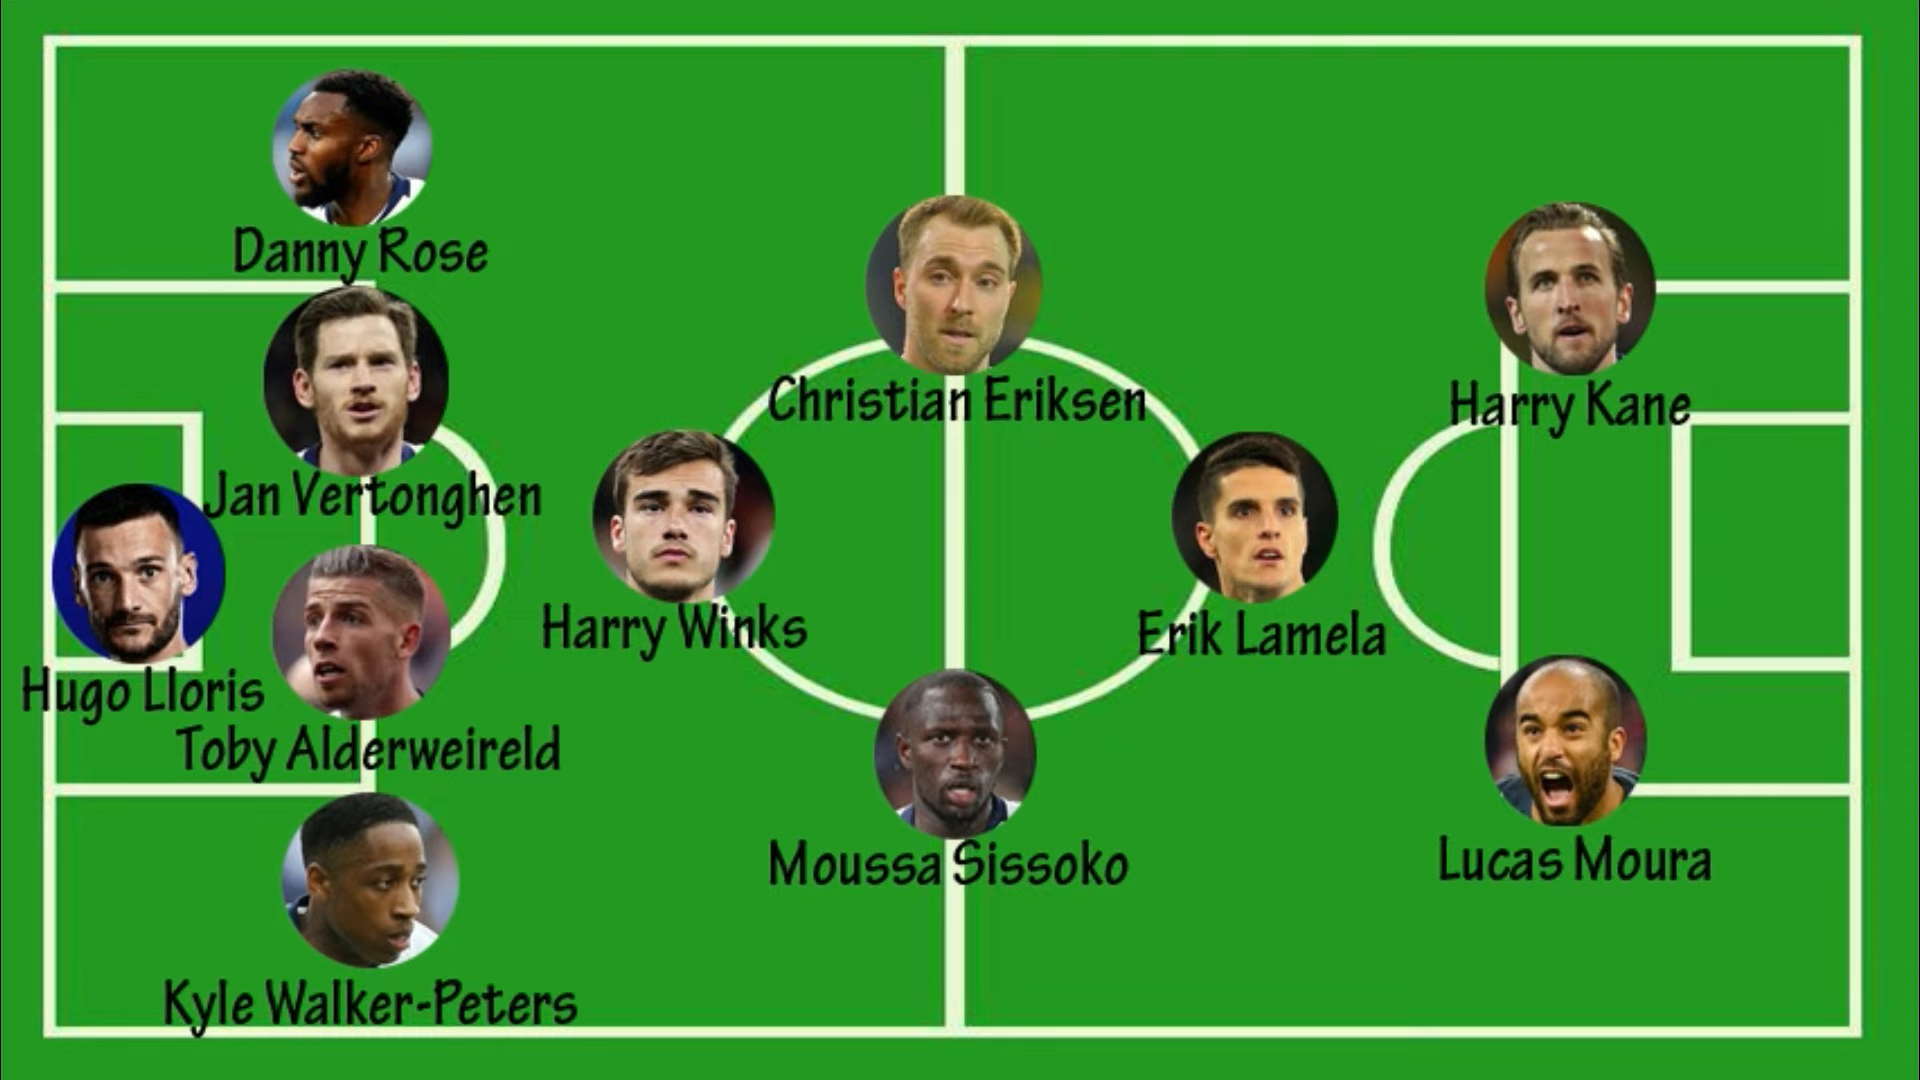 Danny Rose
Jan Vertonghen
Hugo Lloris
Toby Alderweireld
Kyle Walker-Peters
Harry Winks
Christian Eriksen
Moussa Sissoko
Erik Lamela
Harry Kane
Lucas Moura